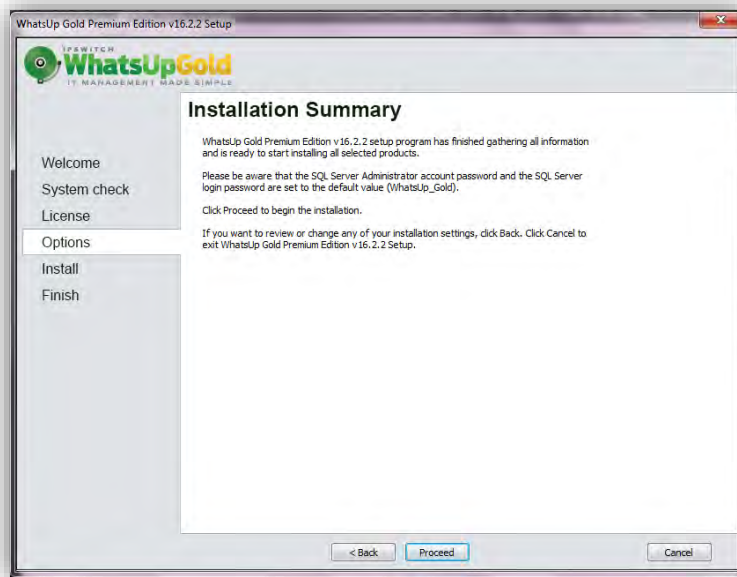 WhatsUp Gold Premium Edition v16.2.2 Setup
IPSWITCH
WhatsUpGold
IT MANAGEMENT MADE SIMPLE
Installation Summary
WhatsUp Gold Premium Edition v16.2.2 setup program has finished gathering all information
and is ready to start installing all selected products.
Please be aware that the SQL Server Administrator account password and the SQL Server
login password are set to the default value (WhatsUp_Gold).
Click Proceed to begin the installation.
If you want to review or change any of your installation settings, click Back. Click Cancel to
exit WhatsUp Gold Premium Edition v16.2.2 Setup.
Welcome
System check
License
Options
Install
Finish
< Back
Proceed
Cancel